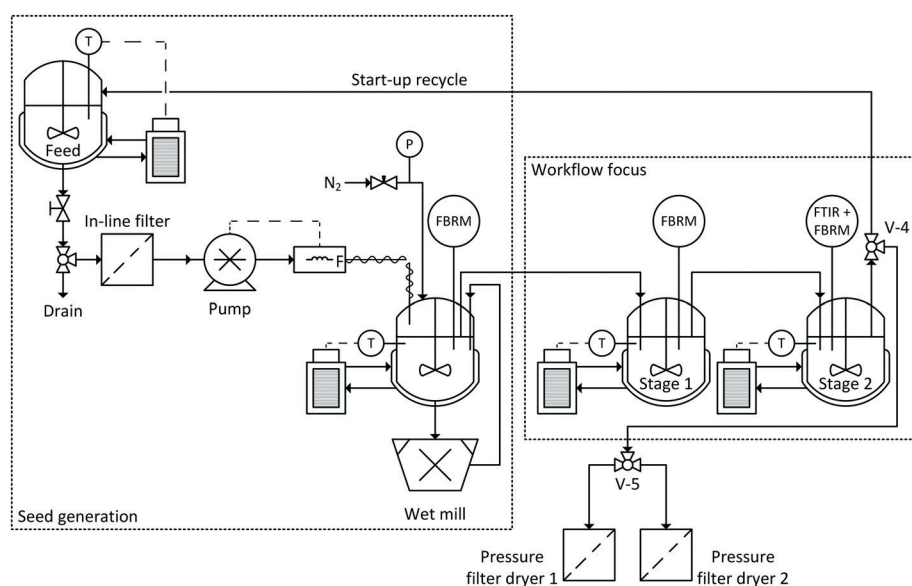 T
Start-up recycle
Feed
P
N2
Workflow focus
FBRM
FBRM
FTIR +
FBRM
V-4
In-line filter
F
Drain
Pump
T
T
T
Stage 1
Stage 2
V-5
Wet mill
Seed generation
Pressure
filter dryer 1
Pressure
filter dryer 2